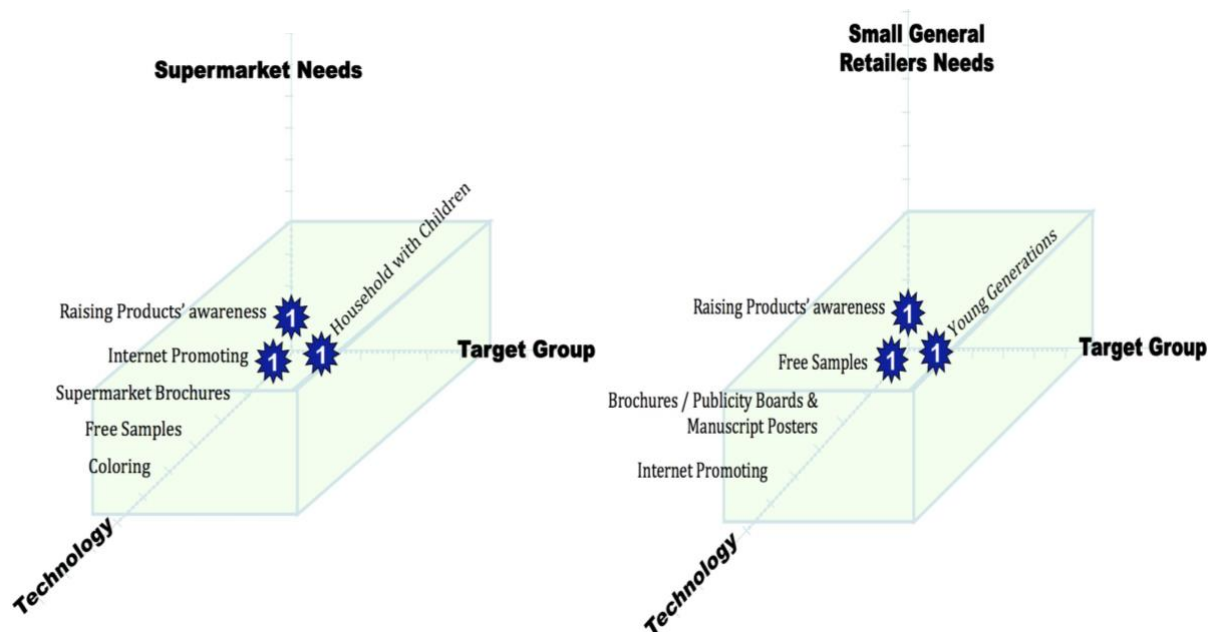 Supermarket Needs
Household with Children
Raising Products’ awareness
1
Internet Promoting
1
1
Target Group
Supermarket Brochures
Free Samples
Coloring
Technology
Small General
Retailers Needs
Young Generations
Raising Products’ awareness
1
Free Samples
1
1
Target Group
Brochures / Publicity Boards &
Manuscript Posters
Internet Promoting
Technology